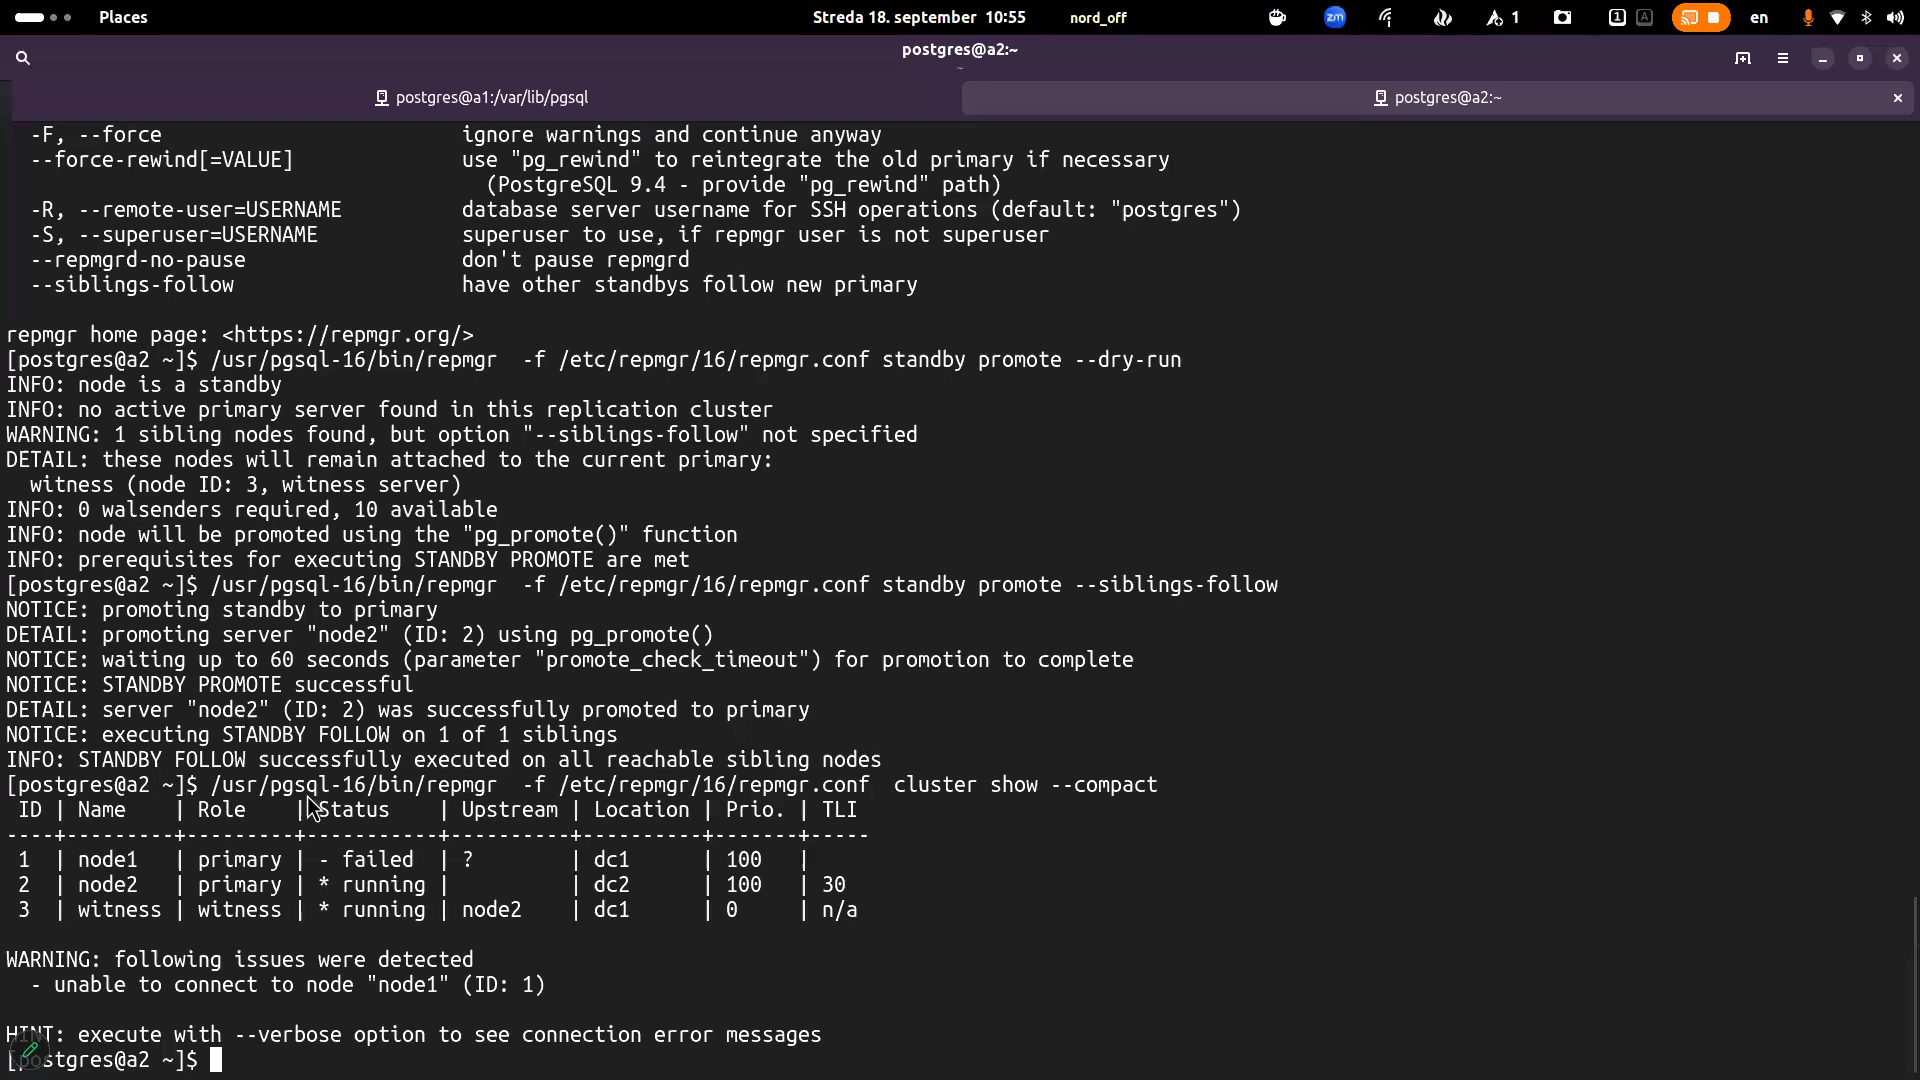 Places
Streda 18. september 10:55
nord_off
zm
1
1
A
en
postgres@a2:~
~
postgres@a1:/var/lib/pgsql
postgres@a2:~
-F, --force ignore warnings and continue anyway
--force-rewind[=VALUE] use "pg_rewind" to reintegrate the old primary if necessary
(PostgreSQL 9.4 - provide "pg_rewind" path)
-R, --remote-user=USERNAME database server username for SSH operations (default: "postgres")
-S, --superuser=USERNAME superuser to use, if repmgr user is not superuser
--repmgrd-no-pause don't pause repmgrd
--siblings-follow have other standbys follow new primary
repmgr home page: <https://repmgr.org/>
[postgres@a2 ~]$ /usr/pgsql-16/bin/repmgr  -f /etc/repmgr/16/repmgr.conf standby promote --dry-run
INFO: node is a standby
INFO: no active primary server found in this replication cluster
WARNING: 1 sibling nodes found, but option "--siblings-follow" not specified
DETAIL: these nodes will remain attached to the current primary:
witness (node ID: 3, witness server)
INFO: 0 walsenders required, 10 available
INFO: node will be promoted using the "pg_promote()" function
INFO: prerequisites for executing STANDBY PROMOTE are met
[postgres@a2 ~]$ /usr/pgsql-16/bin/repmgr  -f /etc/repmgr/16/repmgr.conf standby promote --siblings-follow
NOTICE: promoting standby to primary
DETAIL: promoting server "node2" (ID: 2) using pg_promote()
NOTICE: waiting up to 60 seconds (parameter "promote_check_timeout") for promotion to complete
NOTICE: STANDBY PROMOTE successful
DETAIL: server "node2" (ID: 2) was successfully promoted to primary
NOTICE: executing STANDBY FOLLOW on 1 of 1 siblings
INFO: STANDBY FOLLOW successfully executed on all reachable sibling nodes
[postgres@a2 ~]$ /usr/pgsql-16/bin/repmgr  -f /etc/repmgr/16/repmgr.conf  cluster show --compact
ID | Name    | Role    | Status    | Upstream | Location | Prio. | TLI
----+---------+---------+-----------+----------+----------+-------+-----
1  | node1   | primary | - failed  | ?        | dc1      | 100   |
2  | node2   | primary | * running |          | dc2      | 100   | 30
3  | witness | witness | * running | node2    | dc1      | 0     | n/a
WARNING: following issues were detected
- unable to connect to node "node1" (ID: 1)
HINT: execute with --verbose option to see connection error messages
[postgres@a2 ~]$